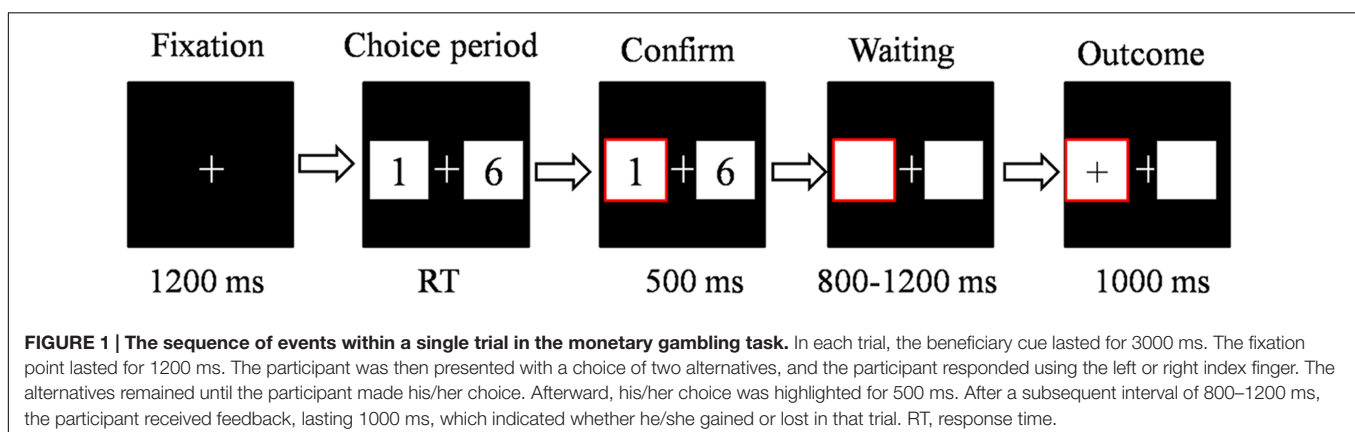 Fixation
Choice period
Confirm
Waiting
Outcome
+
1 + 6
1 + 6
+
+ +
1200 ms
RT
500 ms
800-1200 ms
1000 ms
FIGURE 1 | The sequence of events within a single trial in the monetary gambling task. In each trial, the beneficiary cue lasted for 3000 ms. The fixation
point lasted for 1200 ms. The participant was then presented with a choice of two alternatives, and the participant responded using the left or right index finger. The
alternatives remained until the participant made his/her choice. Afterward, his/her choice was highlighted for 500 ms. After a subsequent interval of 800–1200 ms,
the participant received feedback, lasting 1000 ms, which indicated whether he/she gained or lost in that trial. RT, response time.